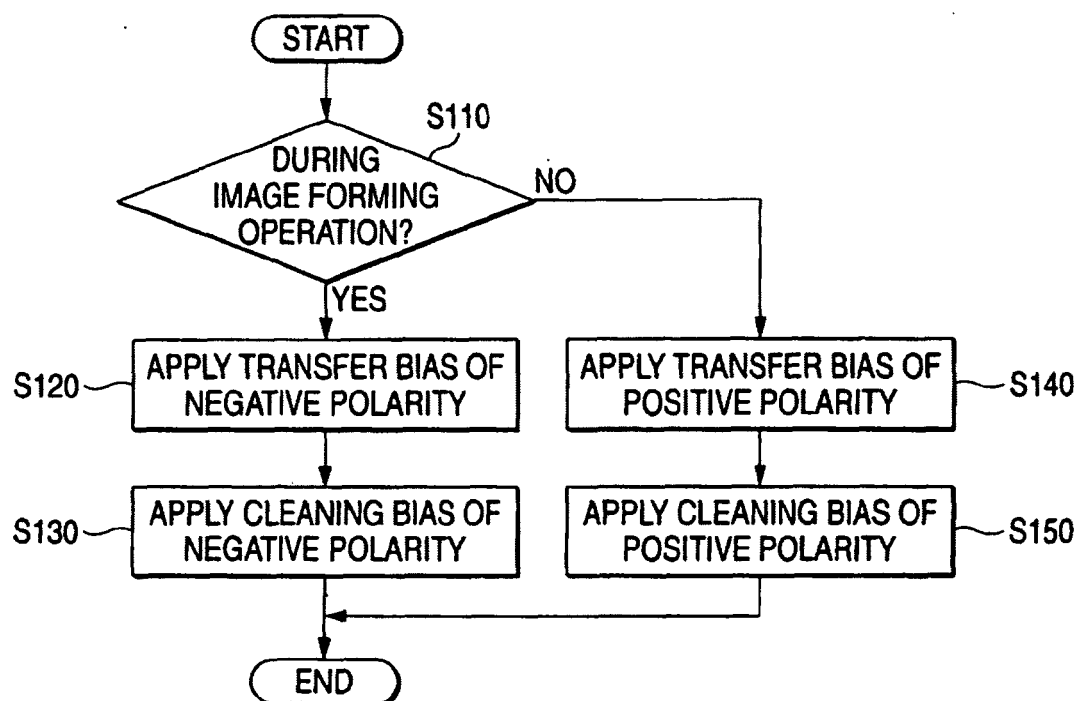 START
S110
DURING
IMAGE FORMING
OPERATION?
NO
YES
S120
APPLY TRANSFER BIAS OF
NEGATIVE POLARITY
APPLY TRANSFER BIAS OF
POSITIVE POLARITY
S140
S130
APPLY CLEANING BIAS OF
NEGATIVE POLARITY
APPLY CLEANING BIAS OF
POSITIVE POLARITY
S150
END